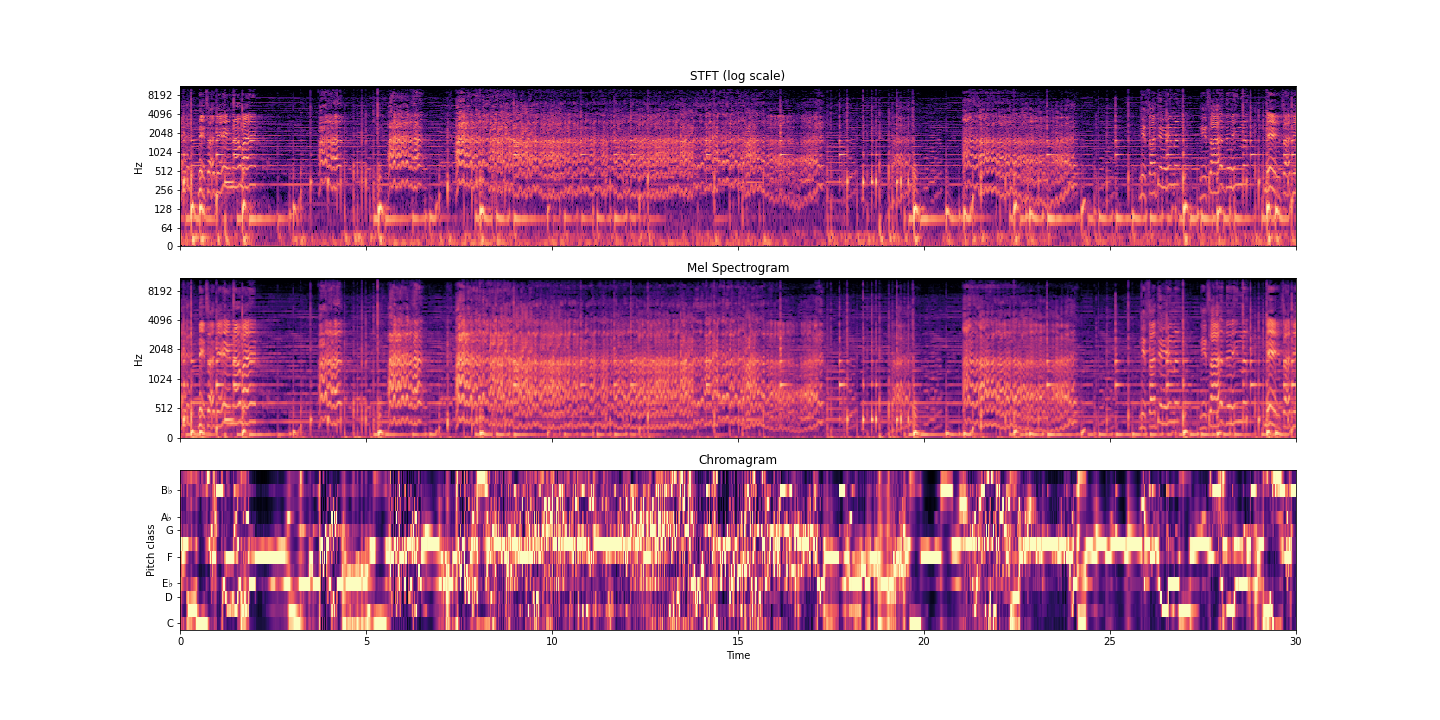 STFT (log scale)
8192
4096
2048
1024
512
256
128
64
0
Hz
Mel Spectrogram
8192
4096
2048
1024
512
0
Hz
Chromagram
B♭
A♭
G
F
E♭
D
C
Pitch class
0 5 10 15 20 25 30
Time